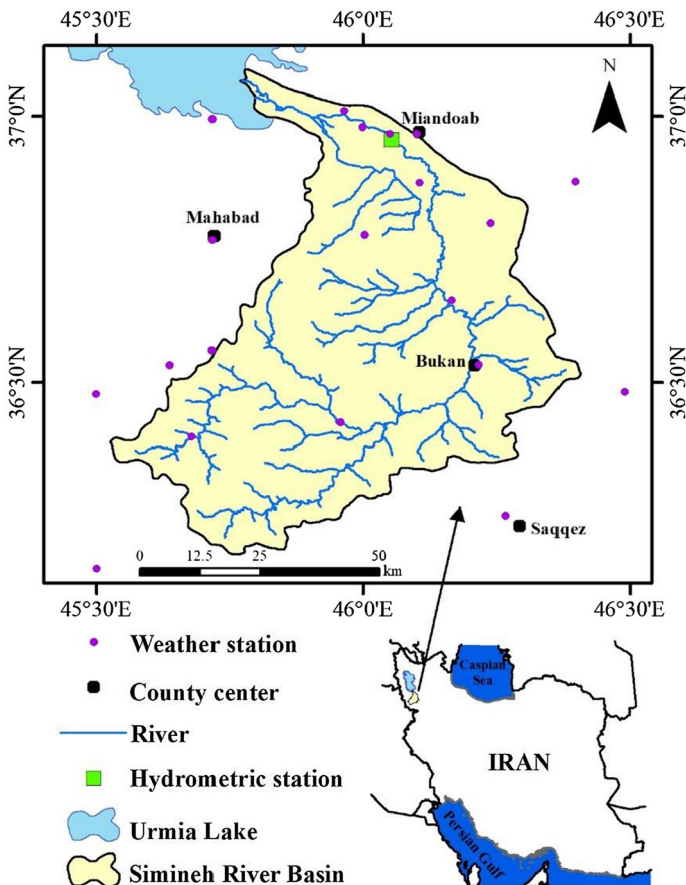 45°30'E 46°0'E 46°30'E
N
37°0'N 37°0'N
Miandoab
Mahabad
Bukan
36°30'N 36°30'N
Saqqez
0 12.5 25 50
km
45°30'E 46°0'E 46°30'E
Weather station
County center
River
Hydrometric station
Urmia Lake
Simineh River Basin
Caspian
Sea
IRAN
Persian Gulf